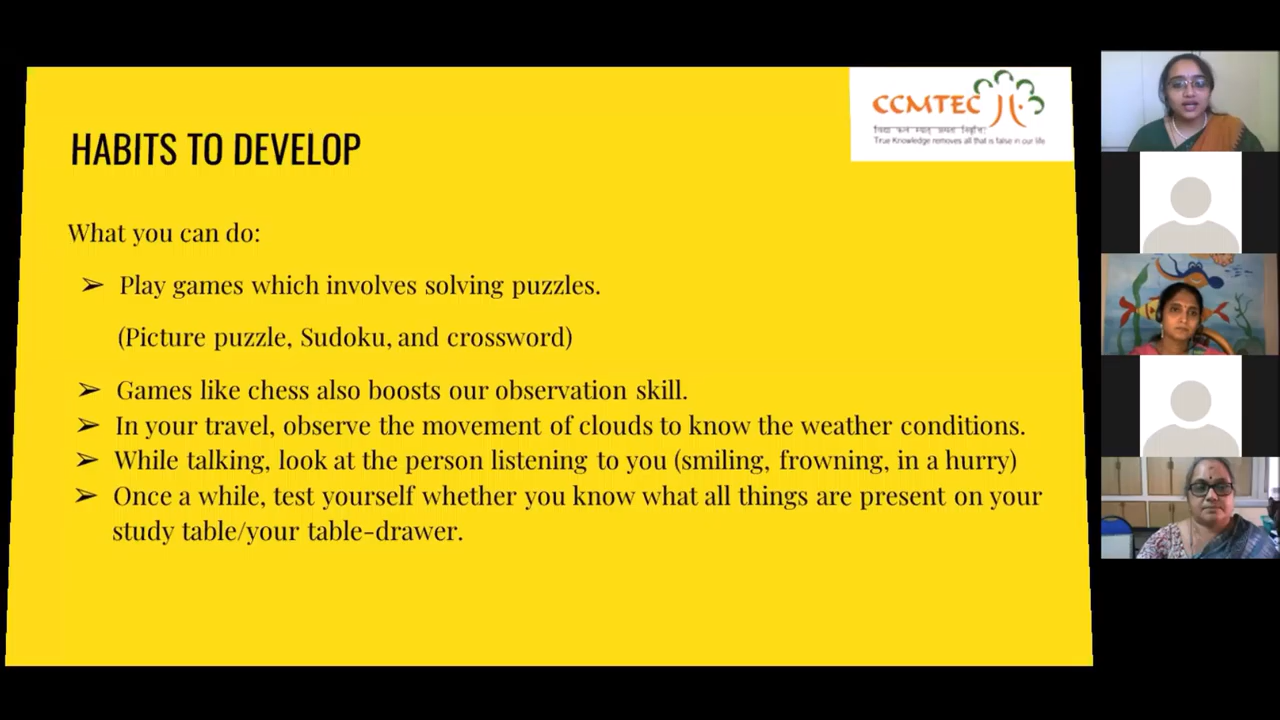 CCMTEC
True Knowledge removes all that is false in our life
HABITS TO DEVELOP
What you can do:
➢ Play games which involves solving puzzles.
(Picture puzzle, Sudoku, and crossword)
➢ Games like chess also boosts our observation skill.
➢ In your travel, observe the movement of clouds to know the weather conditions.
➢ While talking, look at the person listening to you (smiling, frowning, in a hurry)
➢ Once a while, test yourself whether you know what all things are present on your
study table/your table-drawer.